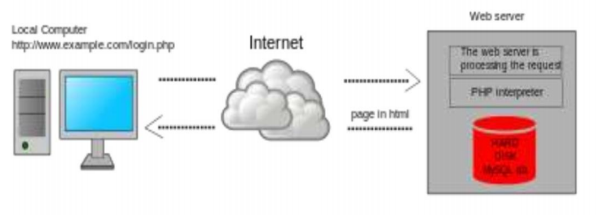 Local Computer
http://www.example.com/login.php
Internet
Web server
The web server is
processing the request
PHP interpreter
page in html
HARD
DISK
MySQL db